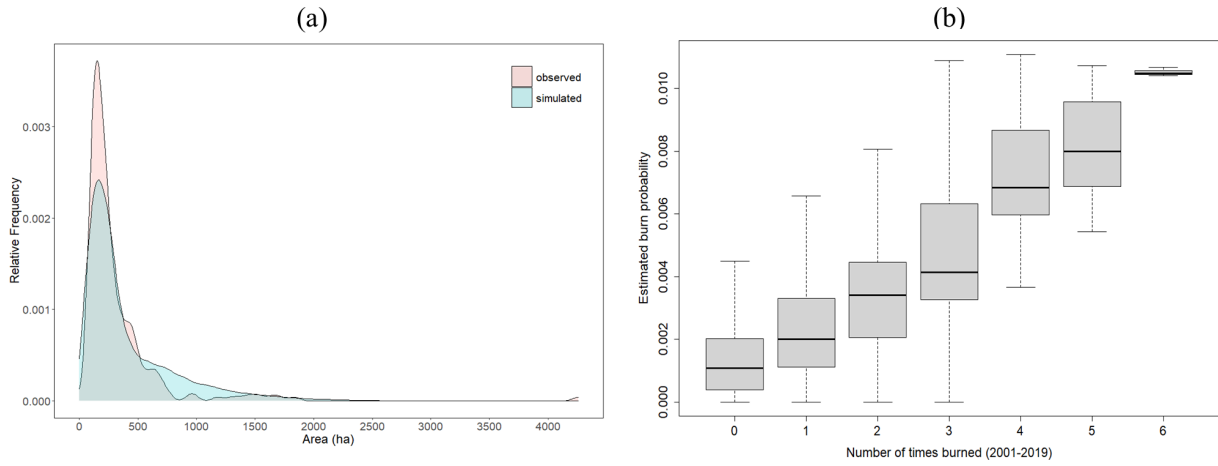 (a)
(b)
Relative Frequency
0.003
0.002
0.001
0.000
observed
simulated
0 500 1000 1500 2000 2500 3000 3500 4000
Area (ha)
Estimated burn probability
0.010
0.008
0.006
0.004
0.002
0.000
0 1 2 3 4 5 6
Number of times burned (2001-2019)